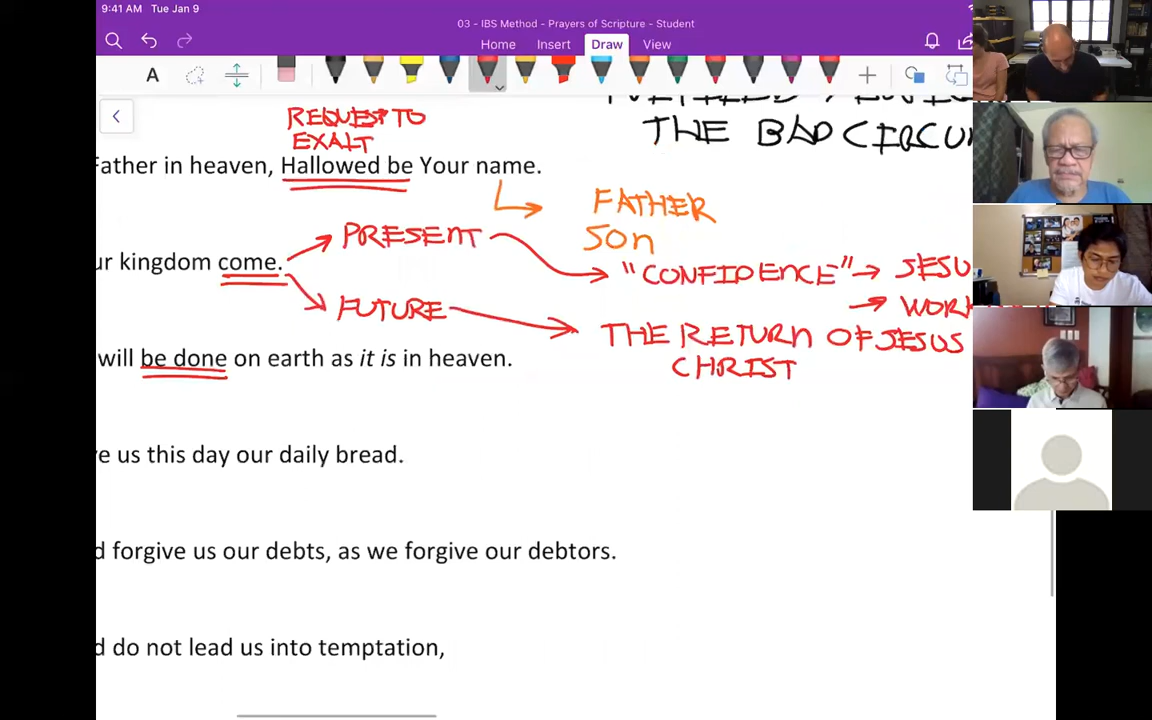 9:41 AM Tue Jan 9
03 - IBS Method - Prayers of Scripture - Student
Home Insert Draw View
A
THE BAD CIRCU
REQUEST TO
EXALT
Father in heaven, Hallowed be Your name.
FATHER
SON
PRESENT
ur kingdom come.
"CONFIDENCE" → JESU
→ WORK
FUTURE
THE RETURN OF JESUS
CHRIST
will be done on earth as it is in heaven.
e us this day our daily bread.
d forgive us our debts, as we forgive our debtors.
d do not lead us into temptation,